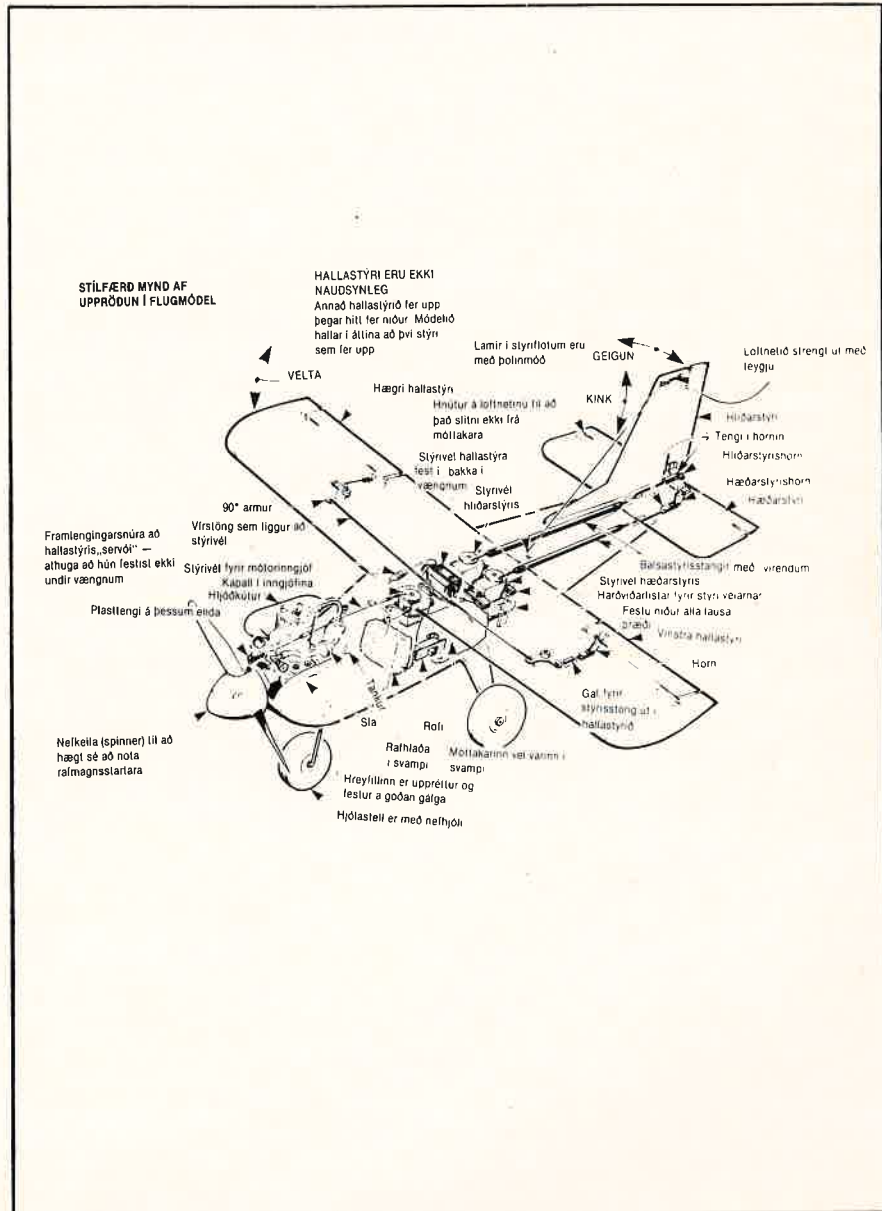 STÍLFÆRÐ MYND AF
UPPRÖÐUN Í FLUGMÓDEL
HALLASTÝRI ERU EKKI
NAUÐSYNLEG
Annað hallastýrið fer upp
þegar hitt fer niður Módelið
hallar í áttina að því stýri
sem fer upp
VELTA
Lamir í stýriflötum eru
með þolinmóð
GEIGUN
KINK
Loftnetið strengt út með
teygju
Hægri hallastýri
Hnútur á loftnetinu til að
það slitni ekki frá
móttakara
Hliðarstýri
Tengi í hornin
Hliðarstýrishorn
Hæðarstýrishorn
Hæðarstýri
Stýrivél hallastýra
fest í bakka í
vængnum
Stýrivél
hliðarstýris
90° armur
Vírslöng sem liggur að
stýrivél
Framlengingarsnúra að
hallastýris„servói" —
athuga að hún festist ekki
undir vængnum
Stýrivél fyrir mótorinngjöf
Kapall í inngjöfina
Hljóðkútur
Plasttengi á þessum enda
Balsastýrisstangir með vírendum
Stýrivél hæðarstýris
Harðviðarlistar fyrir stýrivélarnar
Festu niður alla lausa
þræði
Vinstra hallastýri
Horn
Gat fyrir
stýrisstöng út í
hallastýrið
Tankur
Slá
Rofi
Rafhlaða
í svampi
Móttakarinn vel varinn í
svampi
Nefkeila (spinner) til að
hægt sé að nota
rafmagnsstartara
Hreyfillinn er uppréttur og
festur á góðan gálga
Hjólastell er með nefhjóli